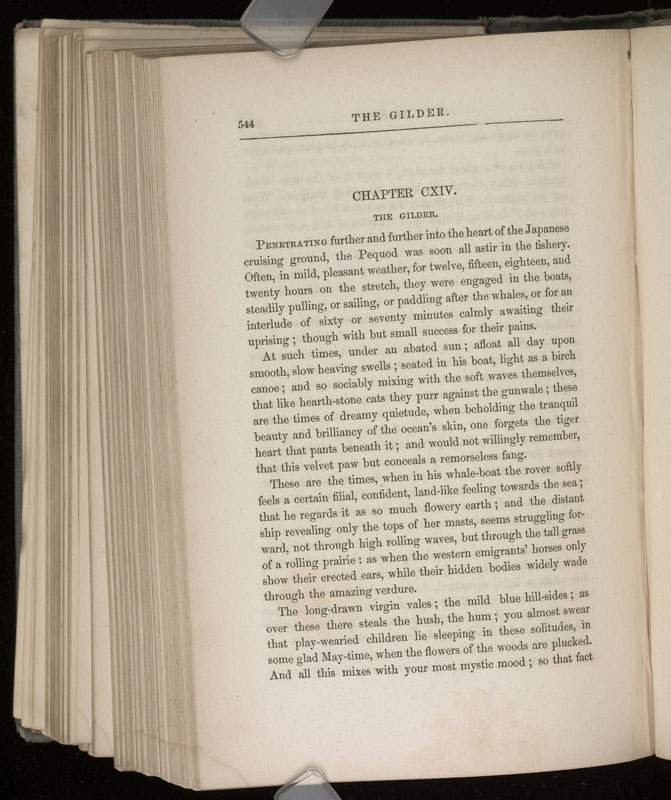 544
THE GILDER.
CHAPTER CXIV.
THE GILDER.
PENETRATING further and further into the heart of the Japanese
cruising ground, the Pequod was soon all astir in the fishery.
Often, in mild, pleasant weather, for twelve, fifteen, eighteen, and
twenty hours on the stretch, they were engaged in the boats,
steadily pulling, or sailing, or paddling after the whales, or for an
interlude of sixty or seventy minutes calmly awaiting their
uprising ; though with but small success for their pains.
At such times, under an abated sun ; afloat all day upon
smooth, slow heaving swells ; seated in his boat, light as a birch
canoe ; and so sociably mixing with the soft waves themselves,
that like hearth-stone cats they purr against the gunwale ; these
are the times of dreamy quietude, when beholding the tranquil
beauty and brilliancy of the ocean's skin, one forgets the tiger
heart that pants beneath it ; and would not willingly remember,
that this velvet paw but conceals a remorseless fang.
These are the times, when in his whale-boat the rover softly
feels a certain filial, confident, land-like feeling towards the sea ;
that he regards it as so much flowery earth ; and the distant
ship revealing only the tops of her masts, seems struggling for-
ward, not through high rolling waves, but through the tall grass
of a rolling prairie : as when the western emigrants' horses only
show their erected ears, while their hidden bodies widely wade
through the amazing verdure.
The long-drawn virgin vales ; the mild blue hill-sides ; as
over these there steals the hush, the hum ; you almost swear
that play-wearied children lie sleeping in these solitudes, in
some glad May-time, when the flowers of the woods are plucked.
And all this mixes with your most mystic mood ; so that fact